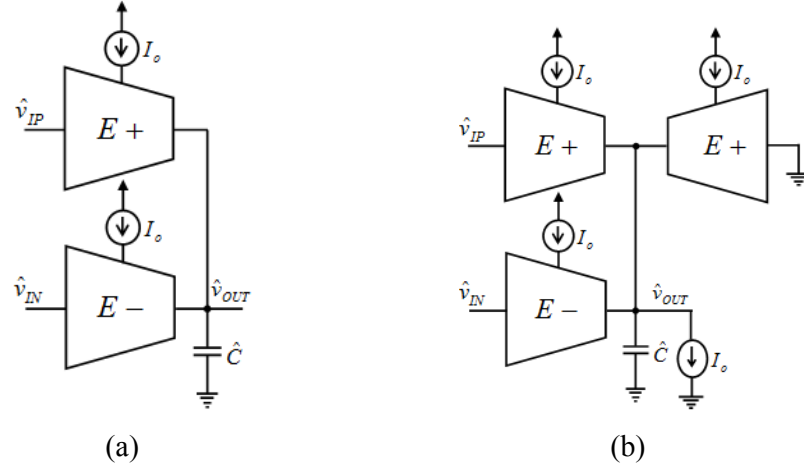 I_o
v̂_IP
E +
I_o
v̂_IN
E −
v̂_OUT
Ĉ
(a)
I_o
I_o
v̂_IP
E +
E +
I_o
v̂_IN
E −
v̂_OUT
Ĉ
I_o
(b)